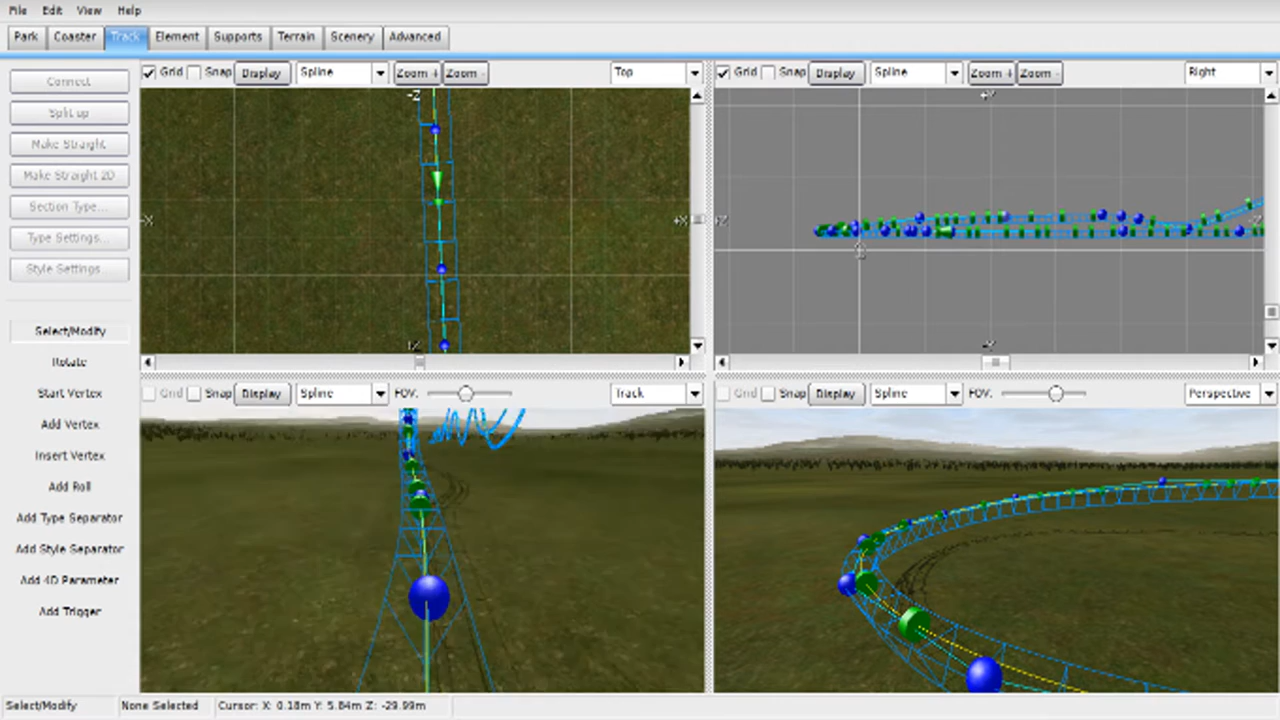 File Edit View Help
Park Coaster Track Element Supports Terrain Scenery Advanced
Connect
Split up
Make Straight
Make Straight 2D
Section Type...
Type Settings...
Style Settings
Select/Modify
Rotate
Start Vertex
Add Vertex
Insert Vertex
Add Roll
Add Type Separator
Add Style Separator
Add 4D Parameter
Add Trigger
Grid Snap Display Spline Zoom + Zoom - Top
-Z
-X +X
Grid Snap Display Spline Zoom + Zoom - Right
+Y
-Y
Grid Snap Display Spline FOV: Track
Grid Snap Display Spline FOV: Perspective
Select/Modify None Selected Cursor: X: 0.18m Y: 5.84m Z: -29.99m